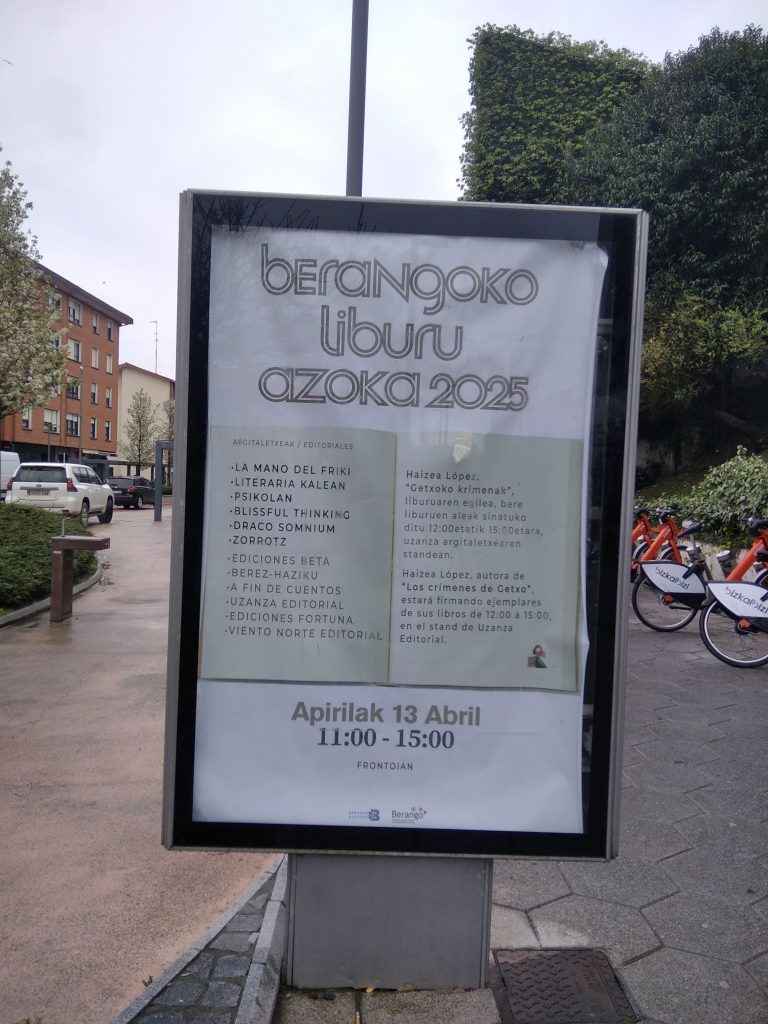 berangoko
liburu
azoka 2025
ARGITALETXEAK / EDITORIALES
•LA MANO DEL FRIKI
•LITERARIA KALEAN
•PSIKOLAN
•BLISSFUL THINKING
•DRACO SOMNIUM
•ZORROTZ
•EDICIONES BETA
•BEREZ-HAZIKU
•A FIN DE CUENTOS
•UZANZA EDITORIAL
•EDICIONES FORTUNA
•VIENTO NORTE EDITORIAL
Haizea López,
"Getxoko krimenak",
liburuaren egilea, bere
liburuen aleak sinatuko
ditu 12:00etatik 15:00etara,
uzanza argitaletxearen
standean.
Haizea López, autora de
"Los crímenes de Getxo",
estará firmando ejemplares
de sus libros de 12:00 a 15:00,
en el stand de Uzanza
Editorial.
Apirilak 13 Abril
11:00 - 15:00
FRONTOIAN
Berango
bizkaibizi
bizkaibizi